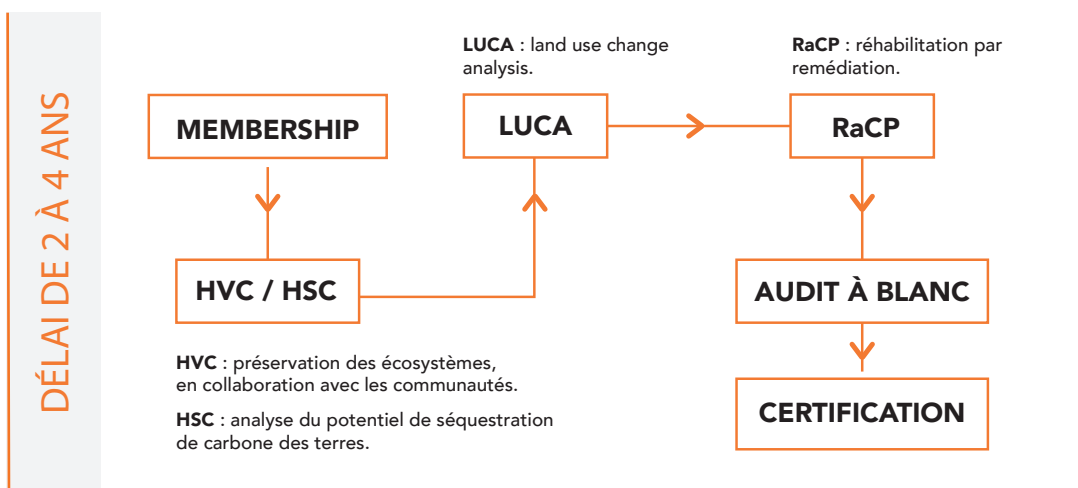 DÉLAI DE 2 À 4 ANS
MEMBERSHIP
HVC / HSC
HVC : préservation des écosystèmes,
en collaboration avec les communautés.
HSC : analyse du potentiel de séquestration
de carbone des terres.
LUCA : land use change
analysis.
LUCA
RaCP : réhabilitation par
remédiation.
RaCP
AUDIT À BLANC
CERTIFICATION